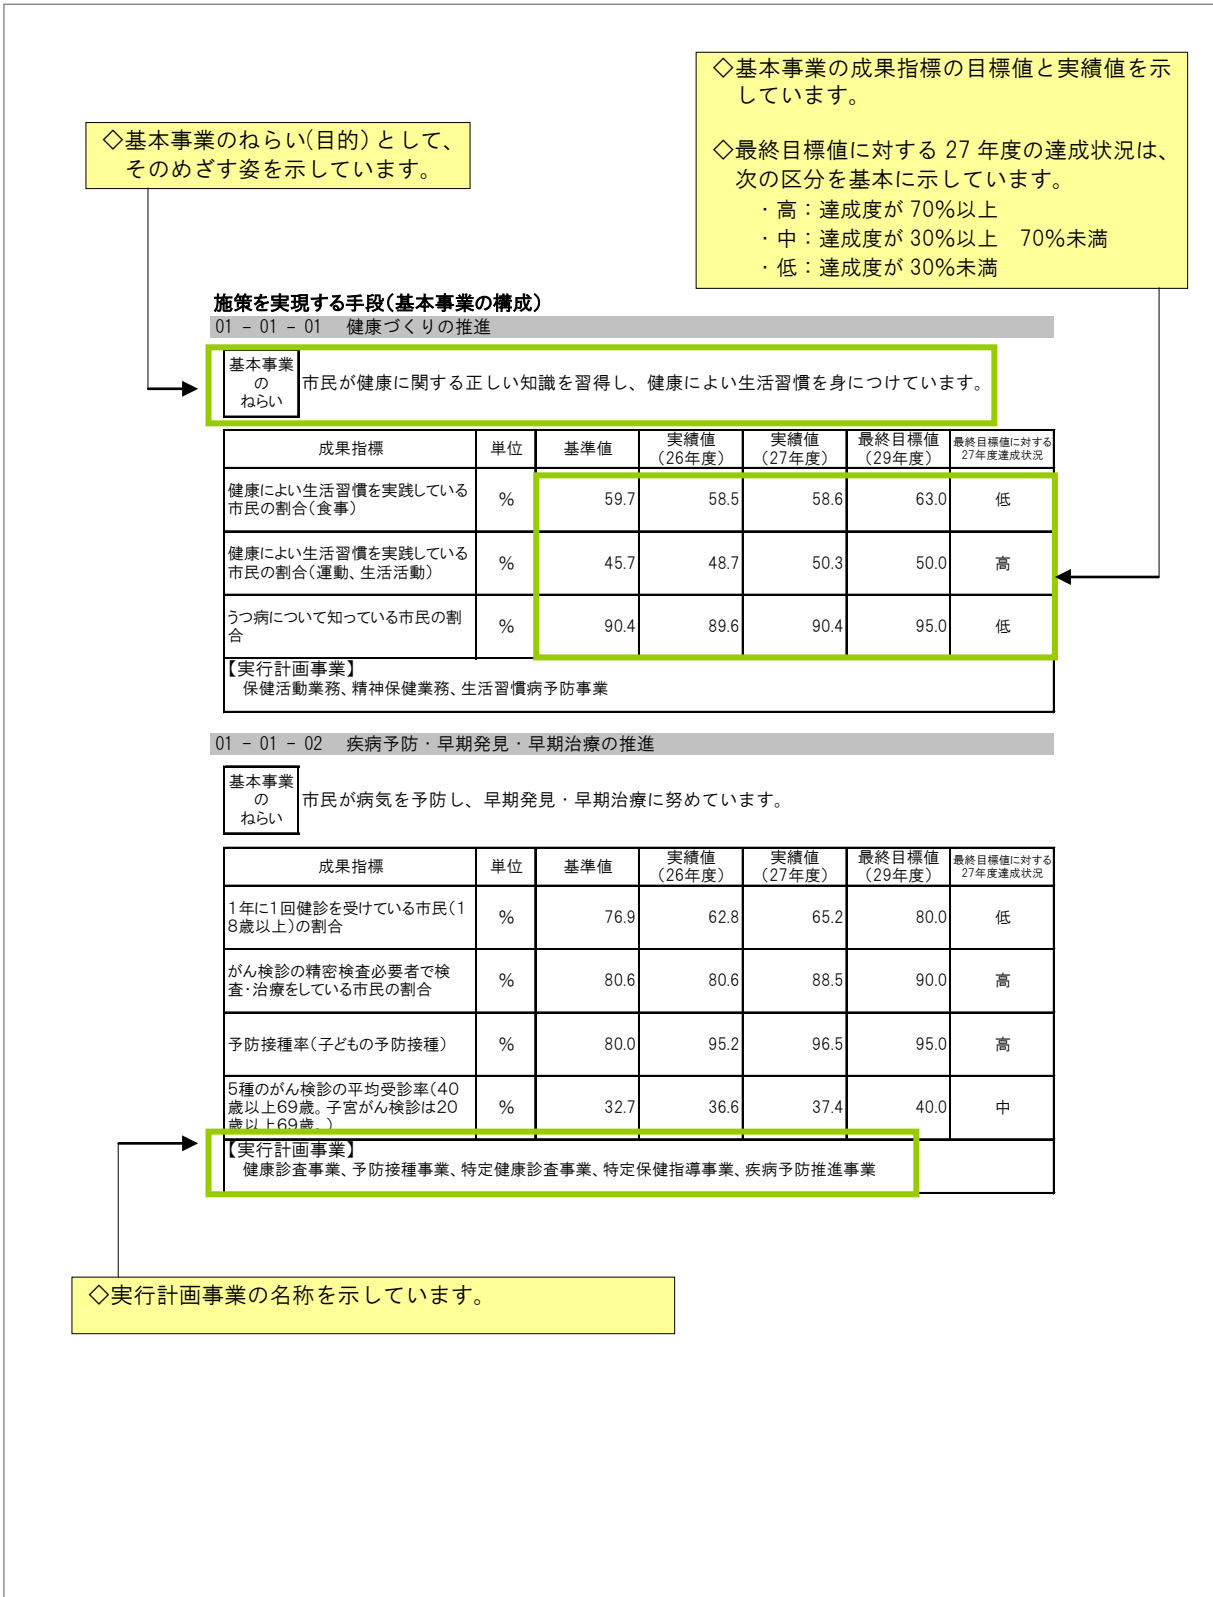 ◇基本事業の成果指標の目標値と実績値を示
しています。
◇最終目標値に対する 27 年度の達成状況は、
次の区分を基本に示しています。
・高：達成度が 70%以上
・中：達成度が 30%以上　70%未満
・低：達成度が 30%未満
◇基本事業のねらい(目的) として、
そのめざす姿を示しています。
施策を実現する手段(基本事業の構成)
01 － 01 － 01　健康づくりの推進
基本事業
の
ねらい
市民が健康に関する正しい知識を習得し、健康によい生活習慣を身につけています。
成果指標 単位 基準値 実績値(26年度) 実績値(27年度) 最終目標値(29年度) 最終目標値に対する27年度達成状況
健康によい生活習慣を実践している
市民の割合(食事) % 59.7 58.5 58.6 63.0 低
健康によい生活習慣を実践している
市民の割合(運動、生活活動) % 45.7 48.7 50.3 50.0 高
うつ病について知っている市民の割
合 % 90.4 89.6 90.4 95.0 低
【実行計画事業】
保健活動業務、精神保健業務、生活習慣病予防事業
01 － 01 － 02　疾病予防・早期発見・早期治療の推進
基本事業
の
ねらい
市民が病気を予防し、早期発見・早期治療に努めています。
成果指標 単位 基準値 実績値(26年度) 実績値(27年度) 最終目標値(29年度) 最終目標値に対する27年度達成状況
1年に1回健診を受けている市民(1
8歳以上)の割合 % 76.9 62.8 65.2 80.0 低
がん検診の精密検査必要者で検
査・治療をしている市民の割合 % 80.6 80.6 88.5 90.0 高
予防接種率(子どもの予防接種) % 80.0 95.2 96.5 95.0 高
5種のがん検診の平均受診率(40
歳以上69歳。子宮がん検診は20
歳以上69歳。) % 32.7 36.6 37.4 40.0 中
【実行計画事業】
健康診査事業、予防接種事業、特定健康診査事業、特定保健指導事業、疾病予防推進事業
◇実行計画事業の名称を示しています。